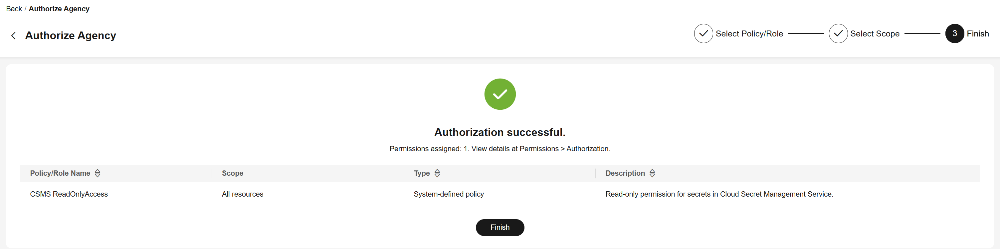 Back / Authorize Agency
Authorize Agency
Select Policy/Role
Select Scope
3 Finish
Authorization successful.
Permissions assigned: 1. View details at Permissions > Authorization.
Policy/Role Name Scope Type Description
CSMS ReadOnlyAccess All resources System-defined policy Read-only permission for secrets in Cloud Secret Management Service.
Finish